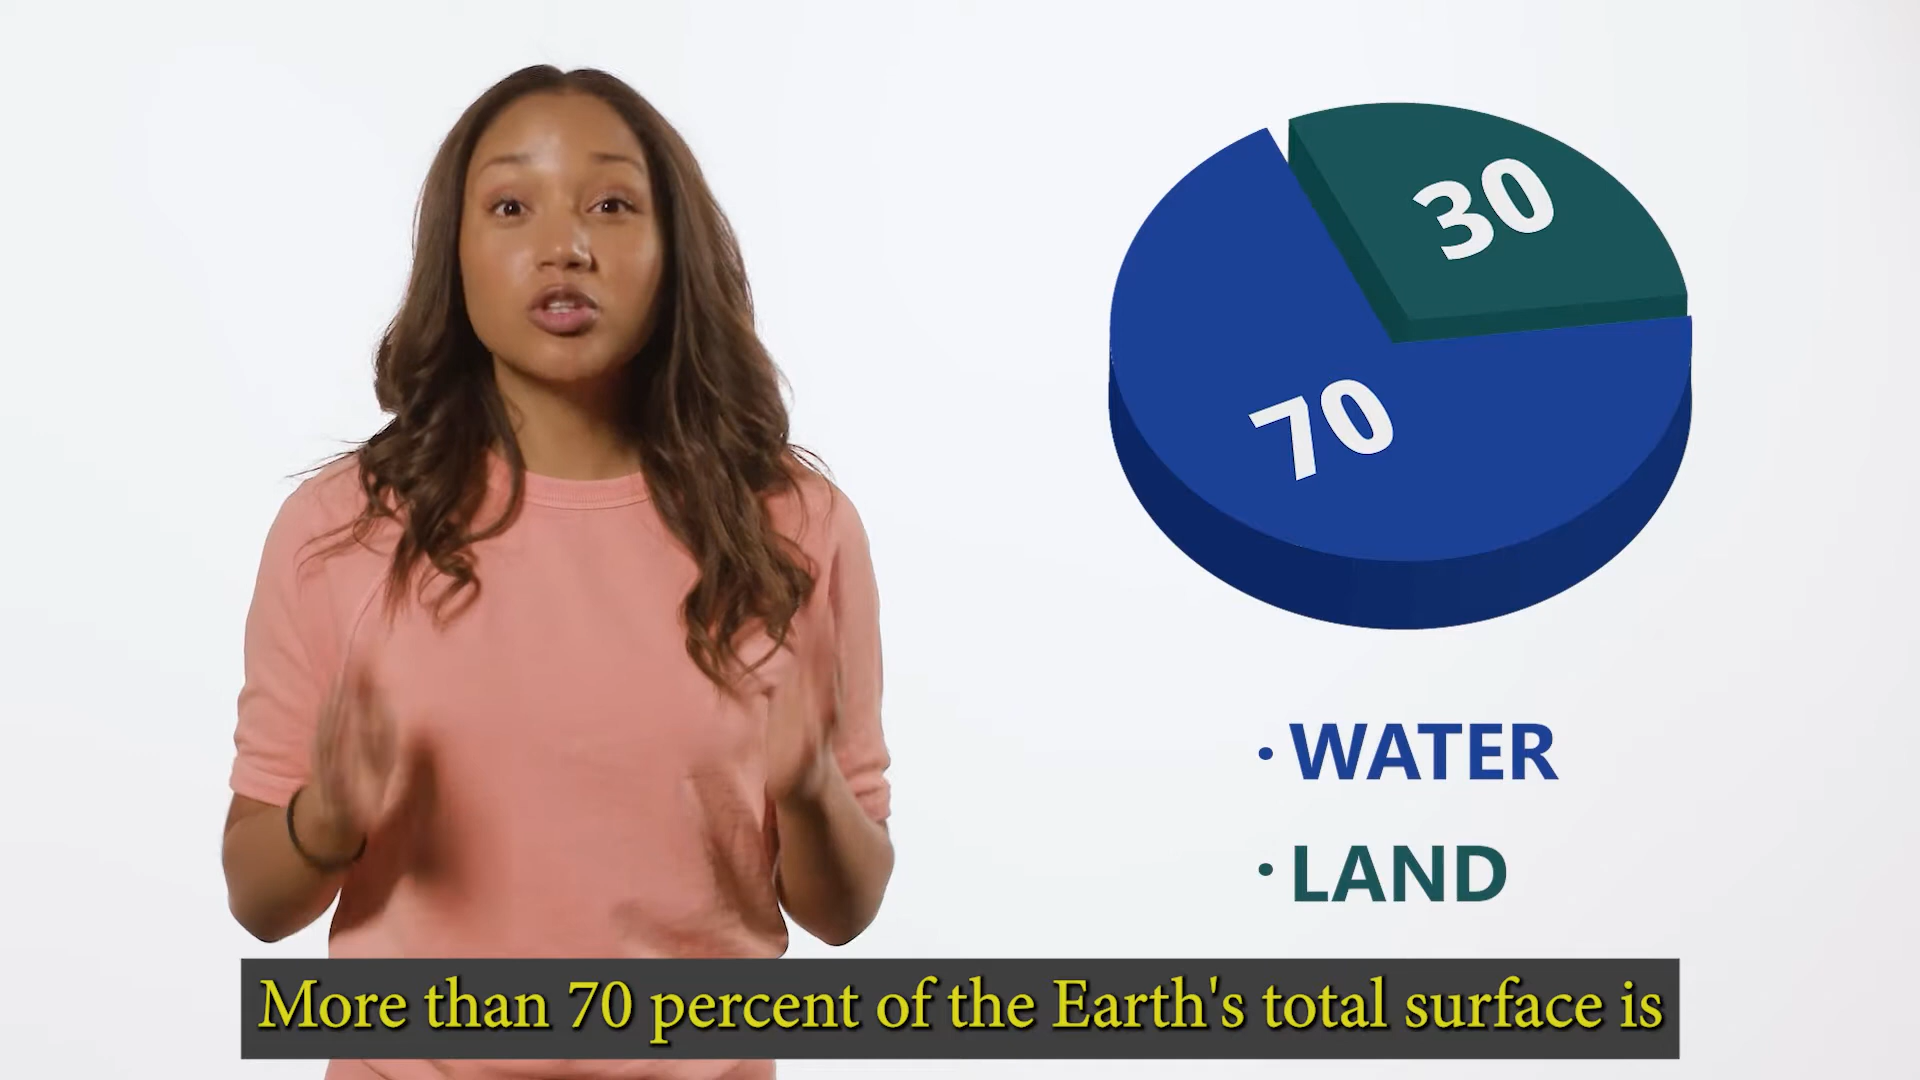 30
70
· WATER
· LAND
More than 70 percent of the Earth's total surface is